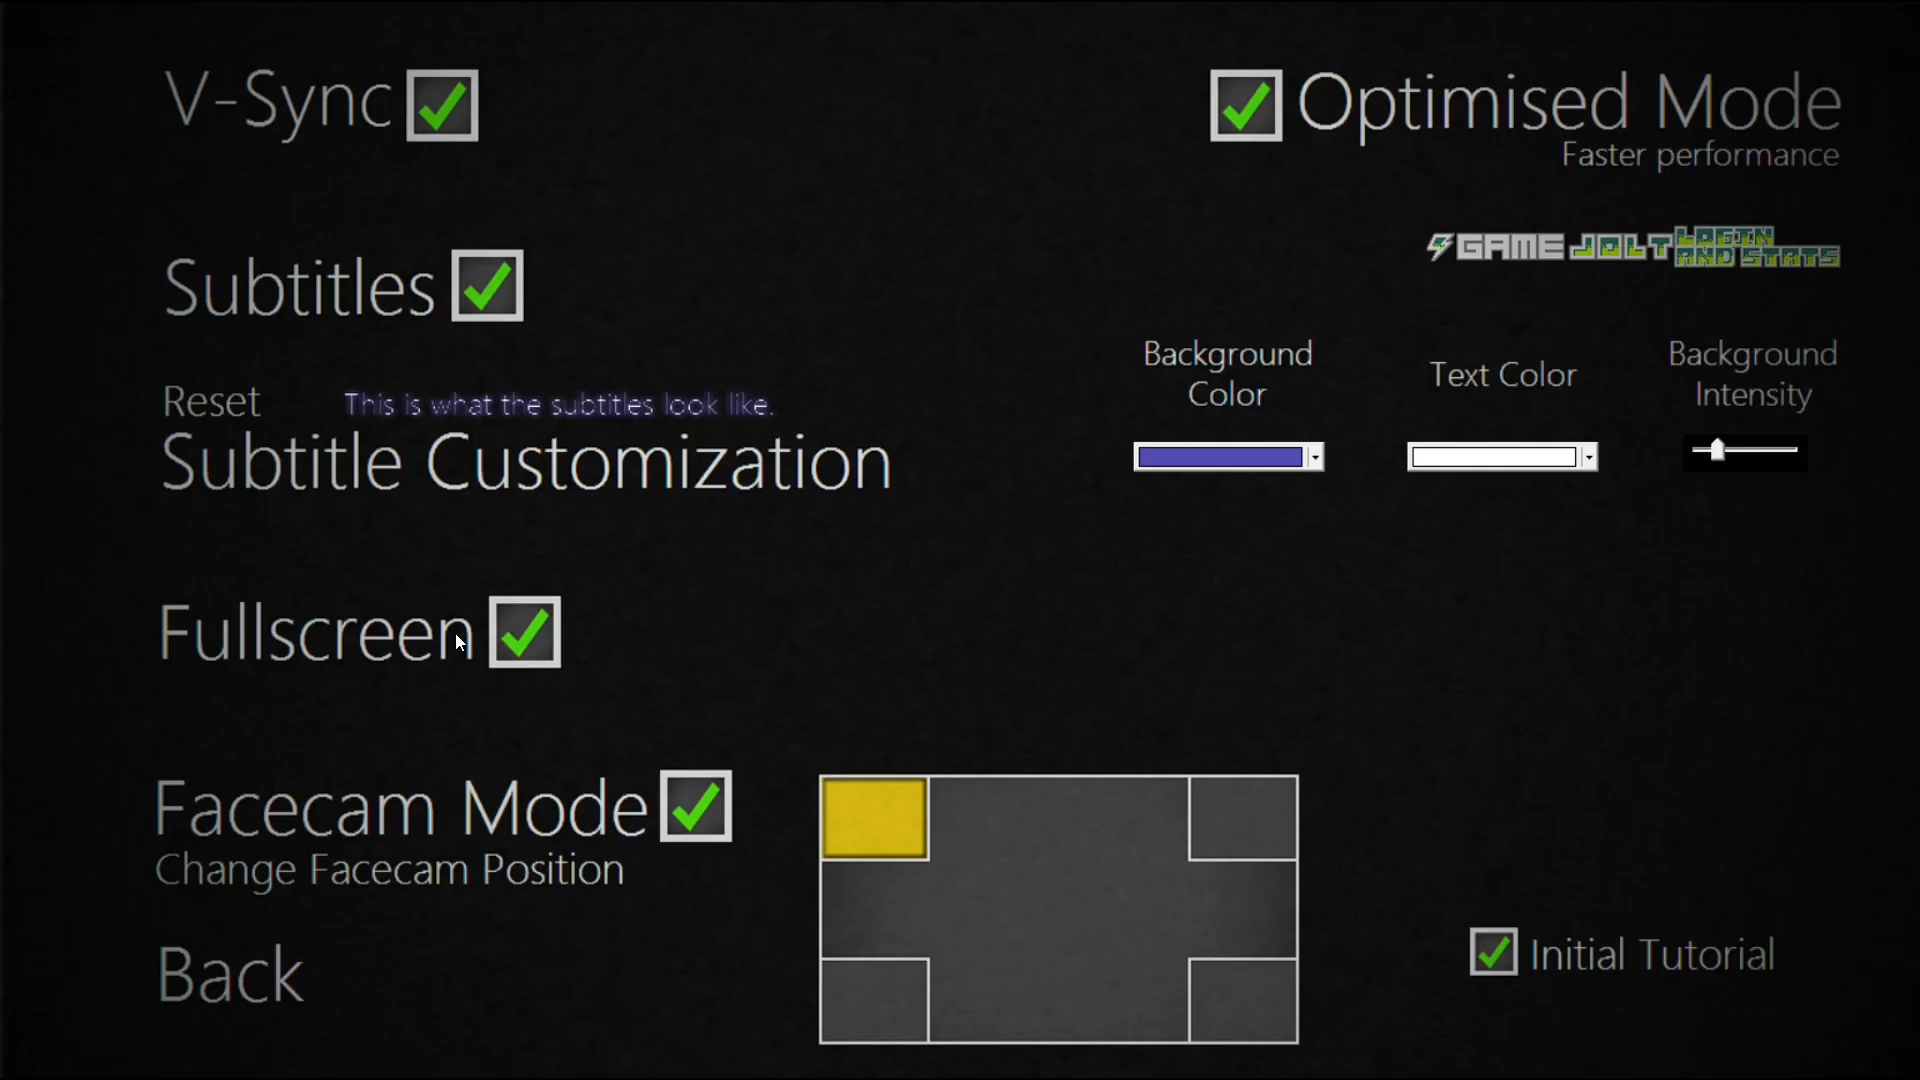 V-Sync
Optimised Mode
Faster performance
GAME JOLT LOGIN
AND STATS
Subtitles
Background
Color
Text Color
Background
Intensity
Reset
This is what the subtitles look like.
Subtitle Customization
Fullscreen
Facecam Mode
Change Facecam Position
Back
Initial Tutorial